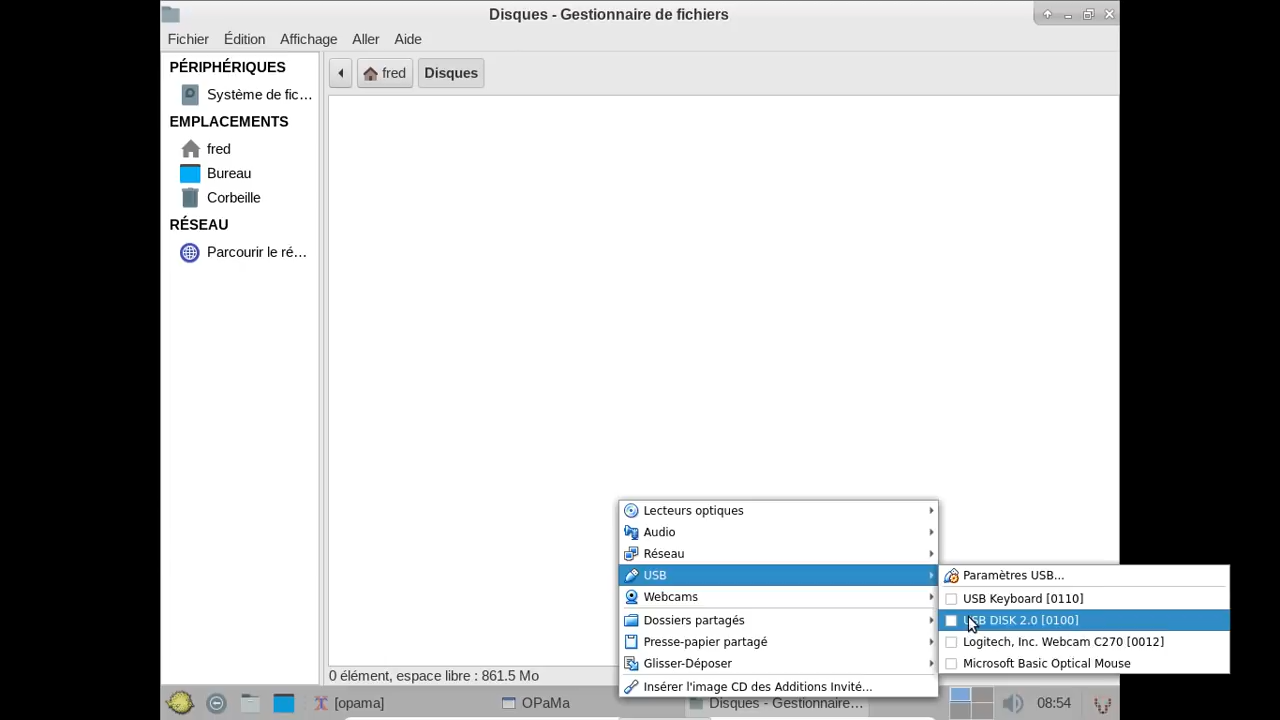 Disques - Gestionnaire de fichiers
Fichier Édition Affichage Aller Aide
PÉRIPHÉRIQUES
Système de fic...
EMPLACEMENTS
fred
Bureau
Corbeille
RÉSEAU
Parcourir le ré...
fred Disques
Lecteurs optiques
Audio
Réseau
USB
Webcams
Dossiers partagés
Presse-papier partagé
Glisser-Déposer
Insérer l'image CD des Additions Invité...
Paramètres USB...
USB Keyboard [0110]
USB DISK 2.0 [0100]
Logitech, Inc. Webcam C270 [0012]
Microsoft Basic Optical Mouse
0 élément, espace libre : 861.5 Mo
[opama] OPaMa Disques - Gestionnaire... 08:54